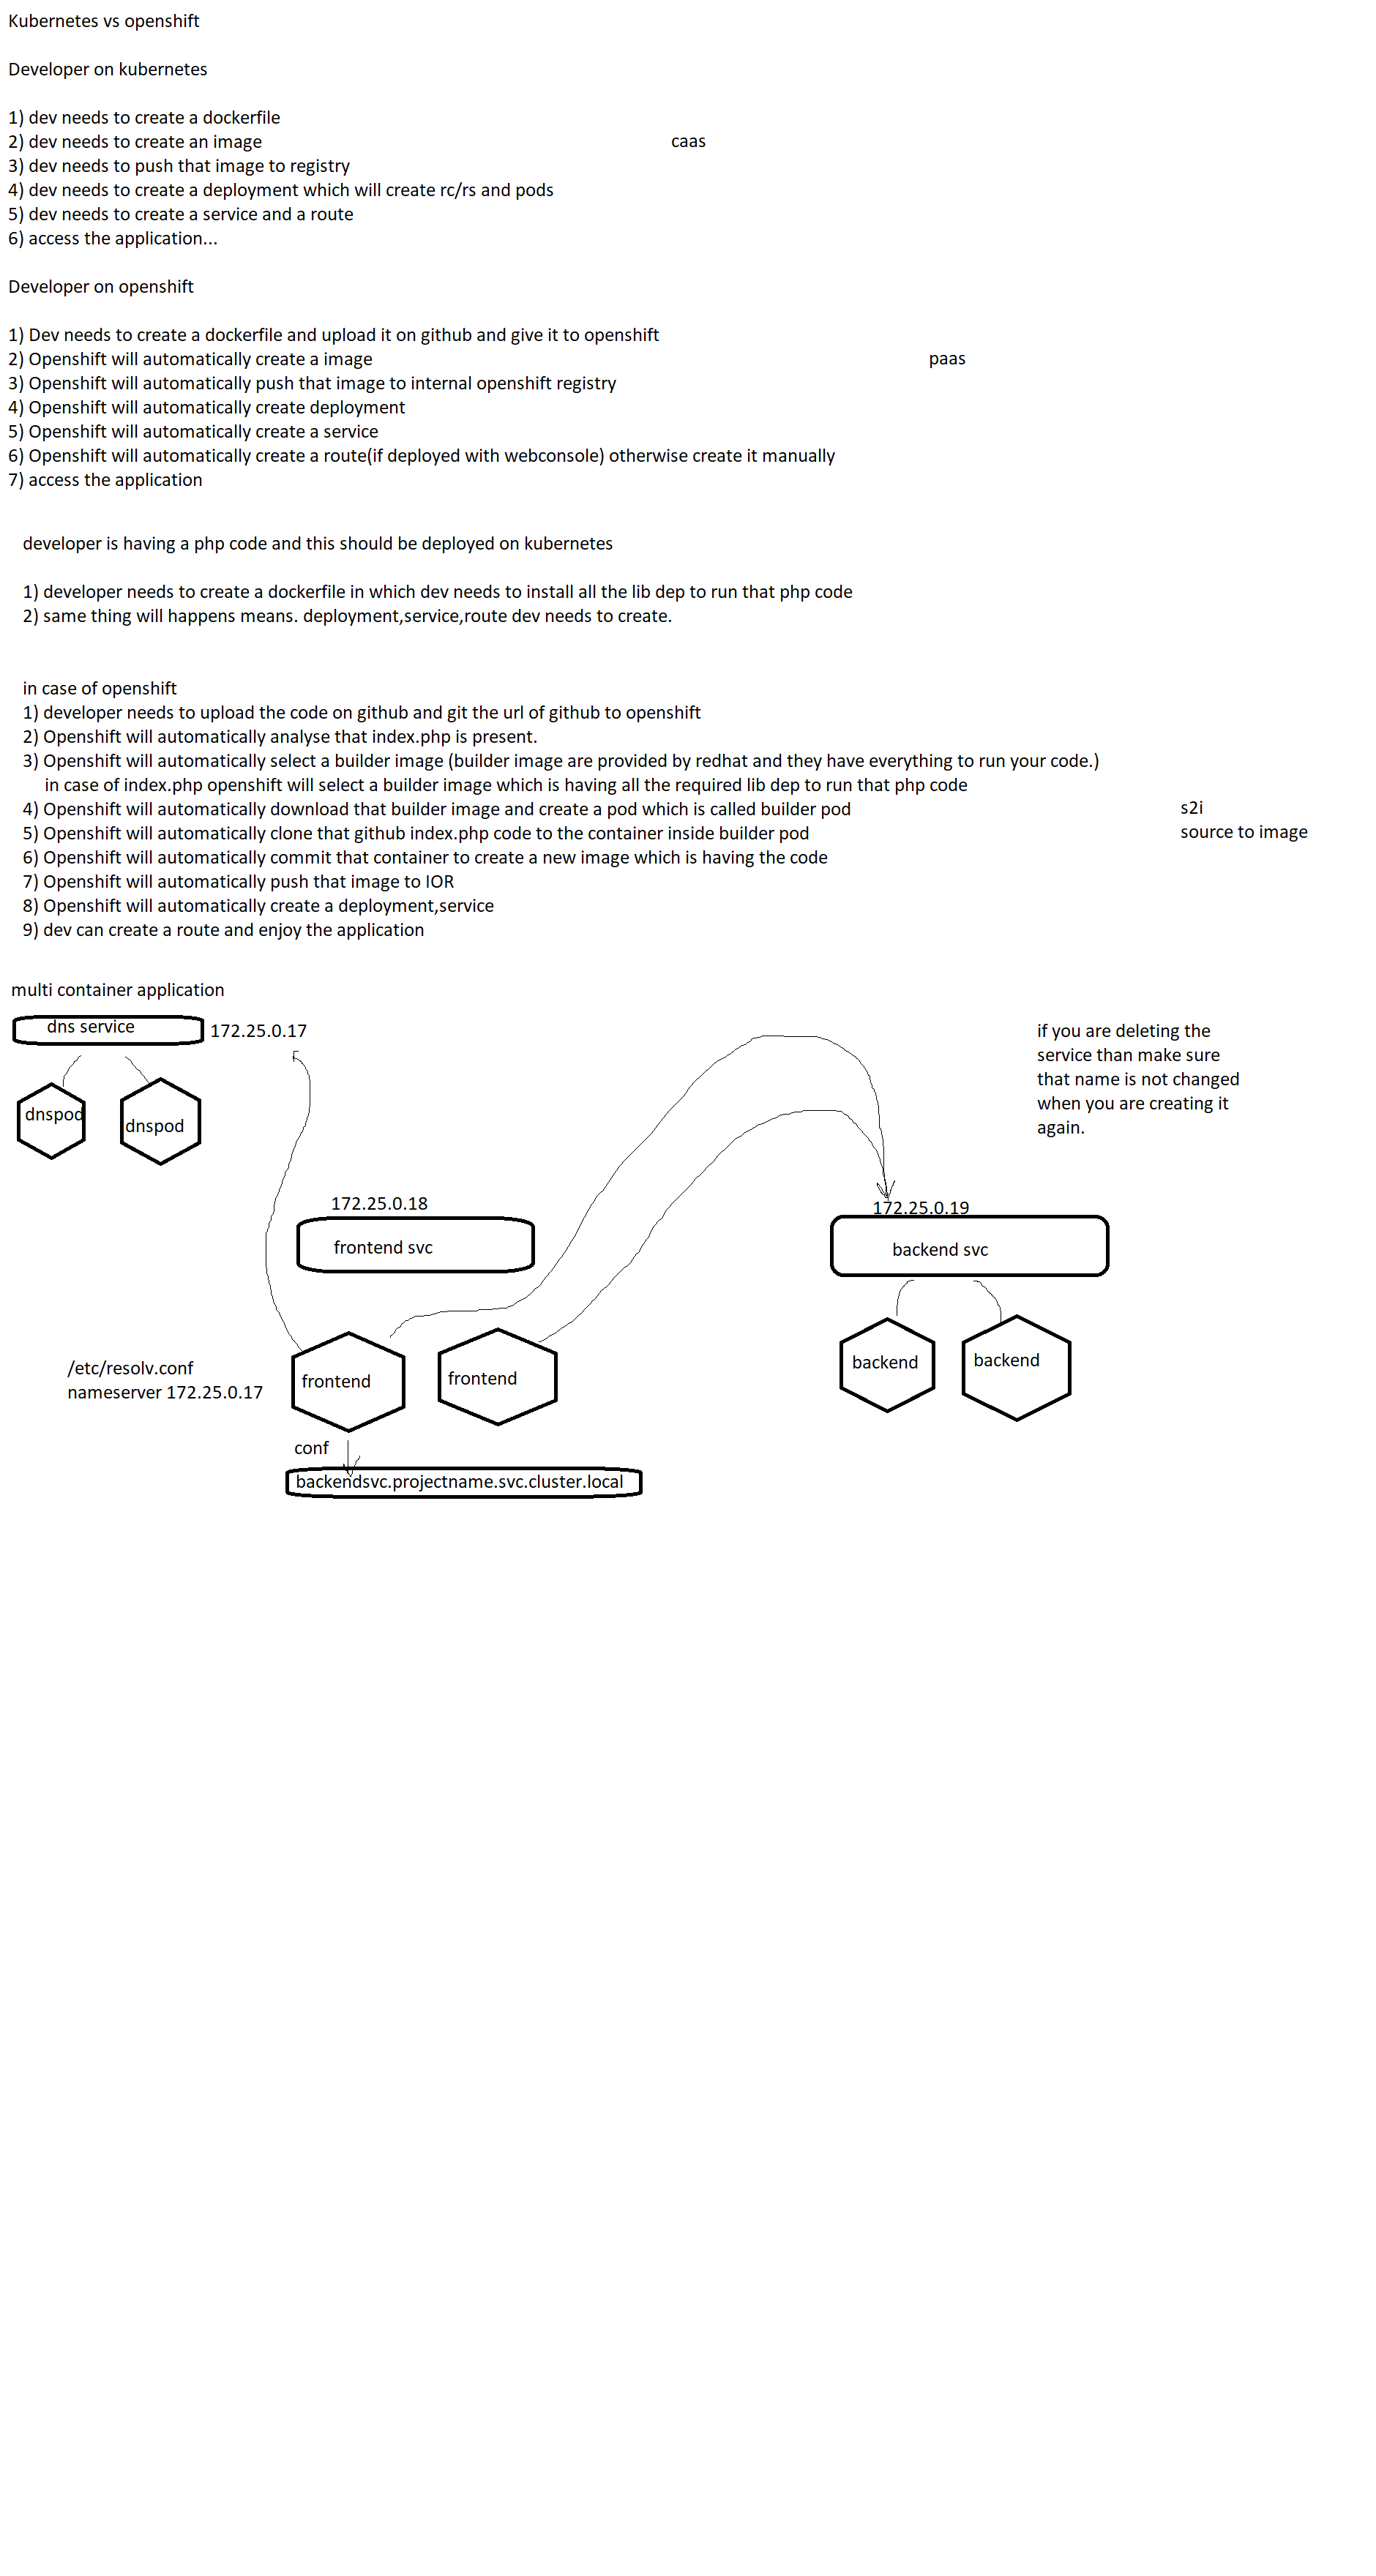 Kubernetes vs openshift
Developer on kubernetes
1) dev needs to create a dockerfile
2) dev needs to create an image
caas
3) dev needs to push that image to registry
4) dev needs to create a deployment which will create rc/rs and pods
5) dev needs to create a service and a route
6) access the application...
Developer on openshift
1) Dev needs to create a dockerfile and upload it on github and give it to openshift
2) Openshift will automatically create a image
paas
3) Openshift will automatically push that image to internal openshift registry
4) Openshift will automatically create deployment
5) Openshift will automatically create a service
6) Openshift will automatically create a route(if deployed with webconsole) otherwise create it manually
7) access the application
developer is having a php code and this should be deployed on kubernetes
1) developer needs to create a dockerfile in which dev needs to install all the lib dep to run that php code
2) same thing will happens means. deployment,service,route dev needs to create.
in case of openshift
1) developer needs to upload the code on github and git the url of github to openshift
2) Openshift will automatically analyse that index.php is present.
3) Openshift will automatically select a builder image (builder image are provided by redhat and they have everything to run your code.)
in case of index.php openshift will select a builder image which is having all the required lib dep to run that php code
4) Openshift will automatically download that builder image and create a pod which is called builder pod
5) Openshift will automatically clone that github index.php code to the container inside builder pod
6) Openshift will automatically commit that container to create a new image which is having the code
7) Openshift will automatically push that image to IOR
8) Openshift will automatically create a deployment,service
9) dev can create a route and enjoy the application
s2i
source to image
multi container application
dns service
172.25.0.17
dnspod
dnspod
if you are deleting the
service than make sure
that name is not changed
when you are creating it
again.
172.25.0.18
frontend svc
172.25.0.19
backend svc
/etc/resolv.conf
nameserver 172.25.0.17
frontend
frontend
backend
backend
conf
backendsvc.projectname.svc.cluster.local